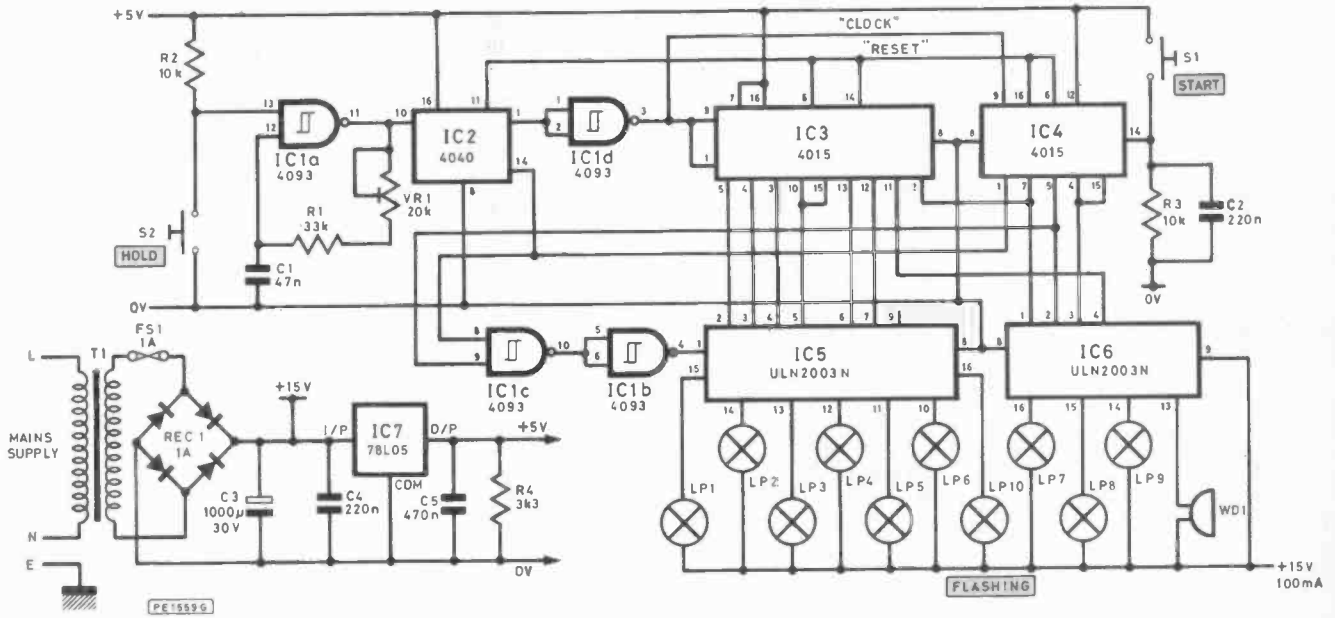 +5V
"CLOCK"
"RESET"
R2
10k
S1
START
16
11
7
16
6
14
9
16
6
12
13
12
11
10
1
1
2
3
9
1
8
8
14
IC1a
4093
IC2
4040
14
8
IC1d
4093
IC3
4015
IC4
4015
5
4
3
10
15
13
12
11
2
1
7
5
4
15
VR1
20k
R1
33k
R3
10k
C2
220n
S2
HOLD
C1
47n
0V
0V
2
3
4
5
6
7
9
1
2
3
4
FS1
1A
L
T1
8
9
10
5
6
4
1
15
8
16
8
9
IC1c
4093
IC1b
4093
IC5
ULN2003N
IC6
ULN2003N
14
13
12
11
10
16
15
14
13
+15V
MAINS
SUPPLY
REC 1
1A
I/P
IC7
78L05
O/P
+5V
COM
C3
1000µ
30V
C4
220n
C5
470n
R4
3k3
LP1
LP2
LP3
LP4
LP5
LP6
LP10
LP7
LP8
LP9
WD1
N
E
0V
FLASHING
+15V
100mA
PE1559G